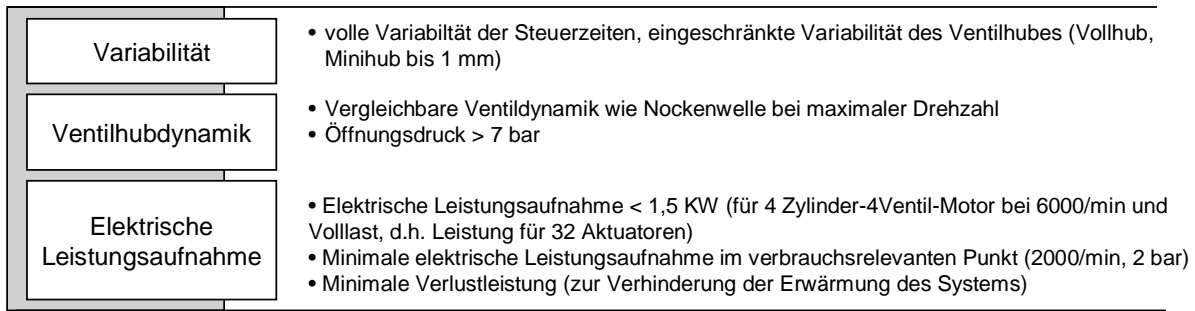 Variabilität
• volle Variabiltät der Steuerzeiten, eingeschränkte Variabilität des Ventilhubes (Vollhub,
Minihub bis 1 mm)
Ventilhubdynamik
• Vergleichbare Ventildynamik wie Nockenwelle bei maximaler Drehzahl
• Öffnungsdruck > 7 bar
Elektrische
Leistungsaufnahme
• Elektrische Leistungsaufnahme < 1,5 KW (für 4 Zylinder-4Ventil-Motor bei 6000/min und
Volllast, d.h. Leistung für 32 Aktuatoren)
• Minimale elektrische Leistungsaufnahme im verbrauchsrelevanten Punkt (2000/min, 2 bar)
• Minimale Verlustleistung (zur Verhinderung der Erwärmung des Systems)